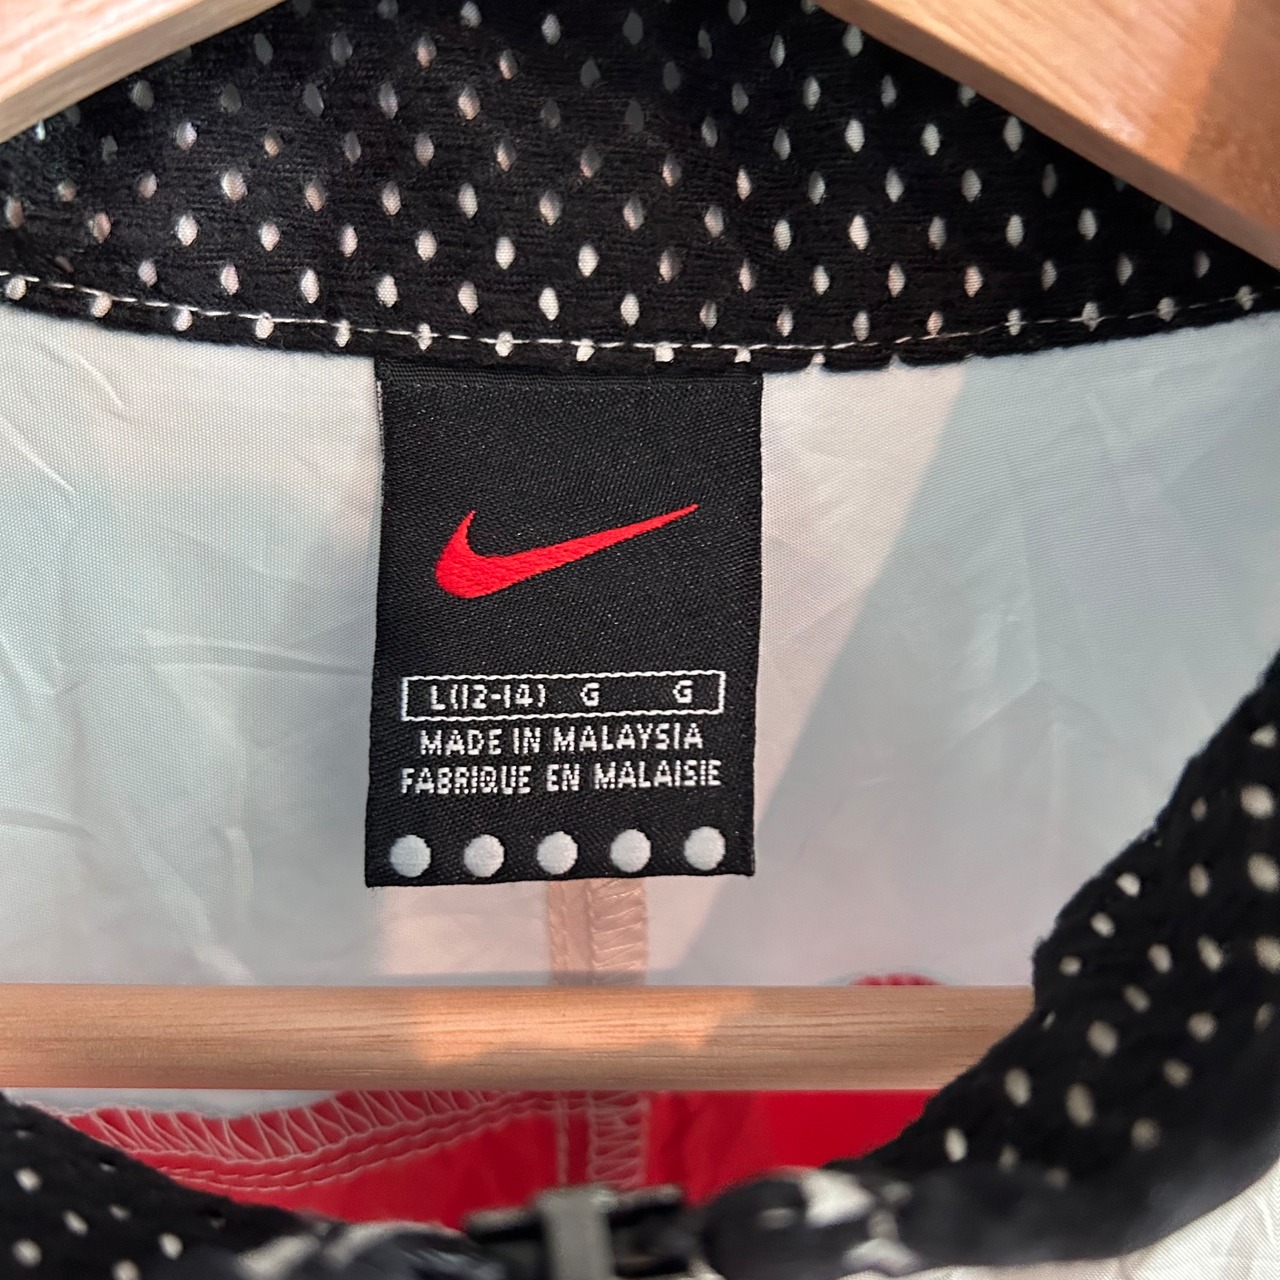 L(12-14) G G
MADE IN MALAYSIA
FABRIQUE EN MALAISIE